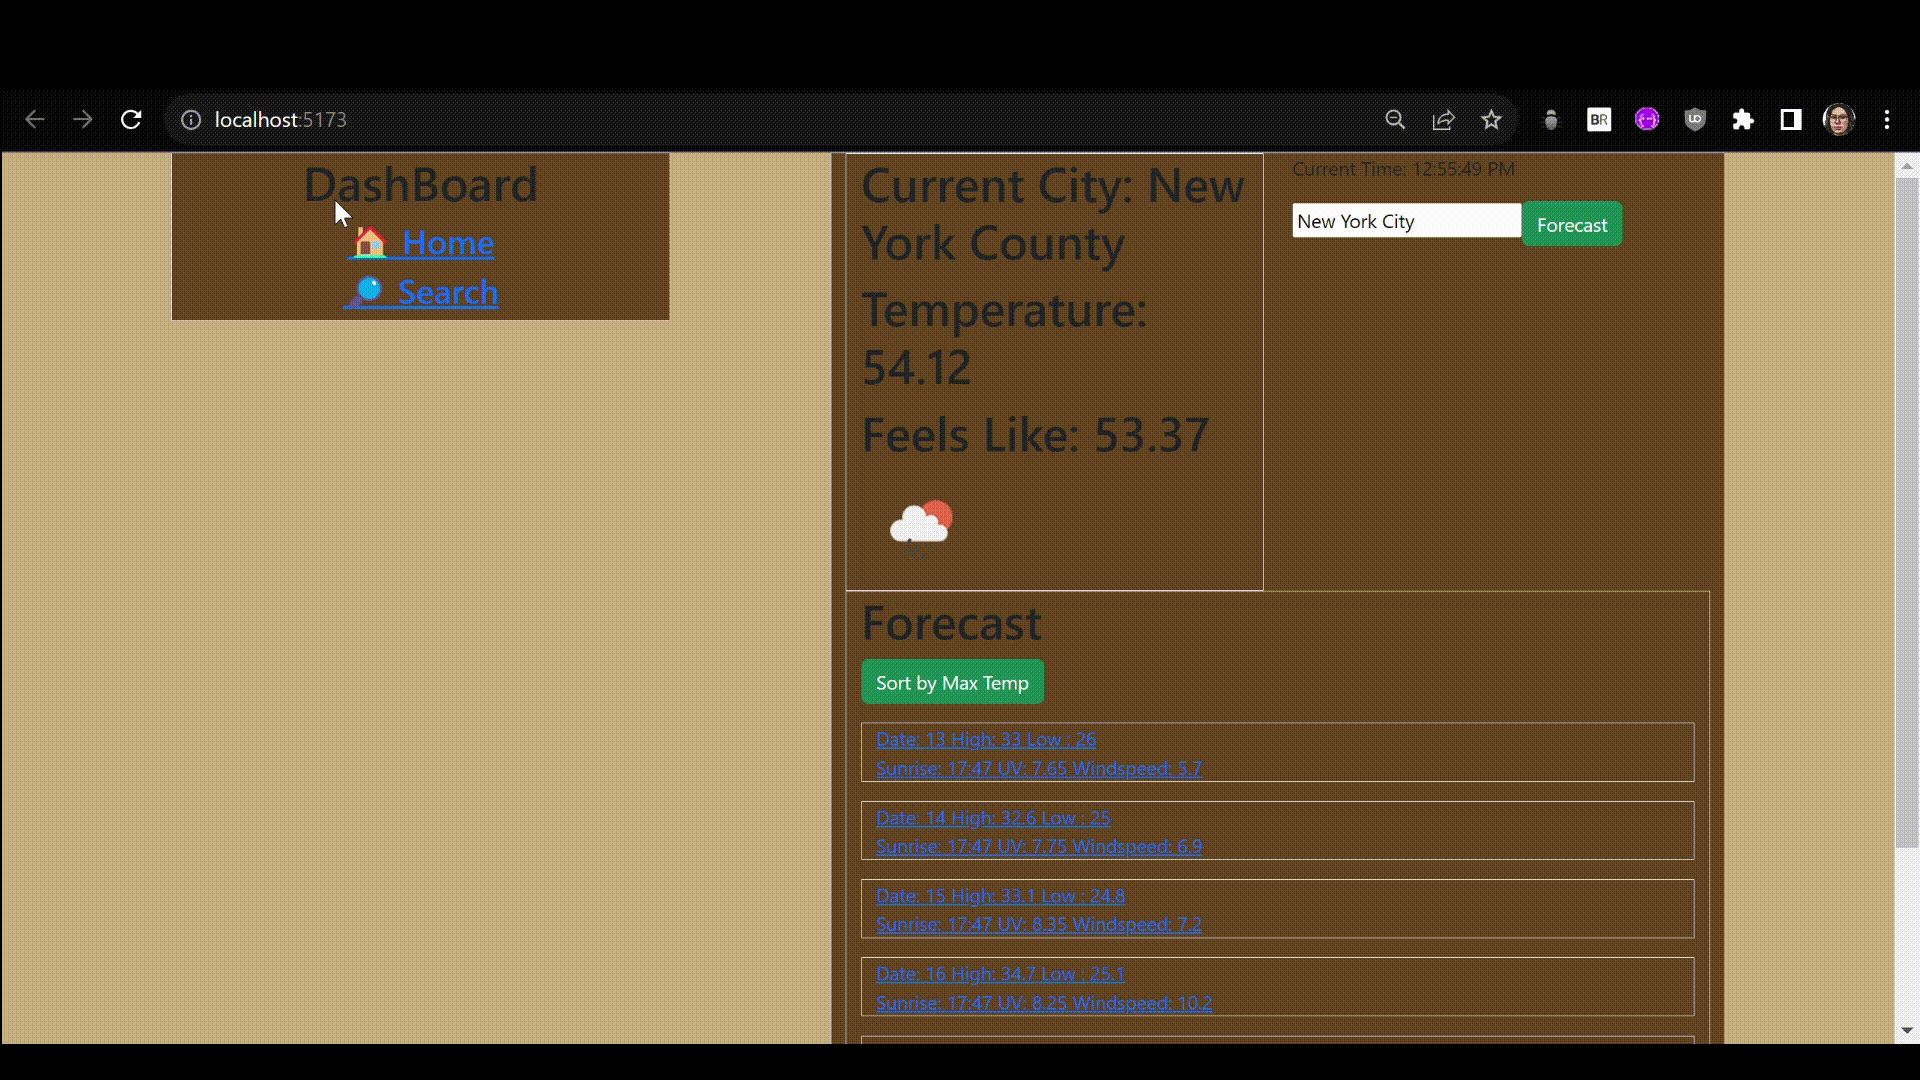 localhost:5173
BR
DashBoard
Home
Search
Current City: New
York County
Temperature:
54.12
Feels Like: 53.37
Current Time: 12:55:49 PM
New York City
Forecast
Forecast
Sort by Max Temp
Date: 13 High: 33 Low : 26
Sunrise: 17:47 UV: 7.65 Windspeed: 5.7
Date: 14 High: 32.6 Low : 25
Sunrise: 17:47 UV: 7.75 Windspeed: 6.9
Date: 15 High: 33.1 Low : 24.8
Sunrise: 17:47 UV: 8.35 Windspeed: 7.2
Date: 16 High: 34.7 Low : 25.1
Sunrise: 17:47 UV: 8.25 Windspeed: 10.2